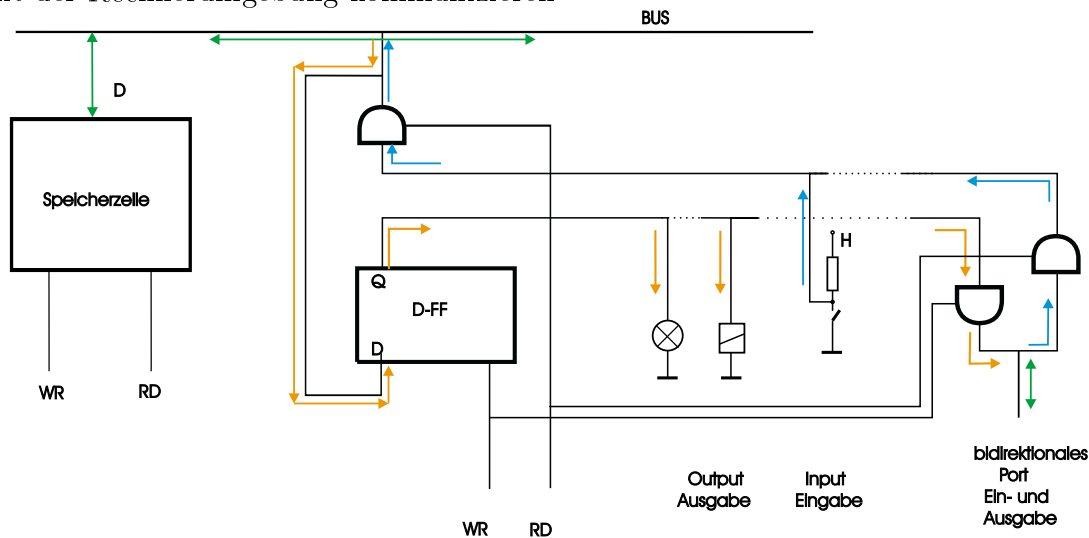 BUS
D
Speicherzelle
WR
RD
Q
D-FF
D
WR
RD
H
Output
Ausgabe
Input
Eingabe
bidirektionales
Port
Ein- und
Ausgabe